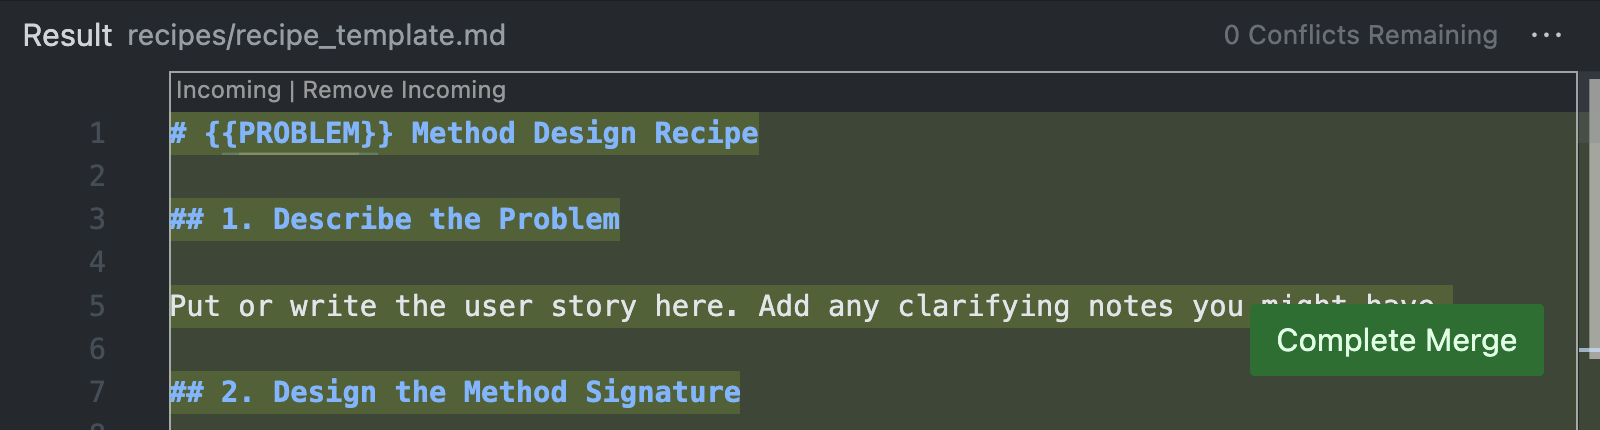 Result recipes/recipe_template.md 0 Conflicts Remaining ...
Incoming | Remove Incoming
1 # {{PROBLEM}} Method Design Recipe
2
3 ## 1. Describe the Problem
4
5 Put or write the user story here. Add any clarifying notes you might have.
6
Complete Merge
7 ## 2. Design the Method Signature